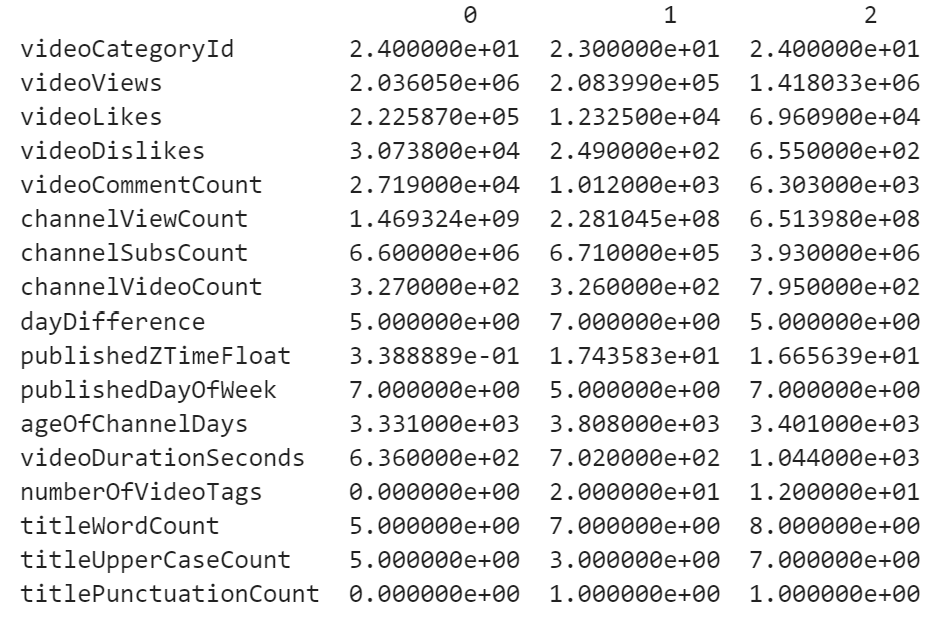 0 1 2
videoCategoryId 2.400000e+01 2.300000e+01 2.400000e+01
videoViews 2.036050e+06 2.083990e+05 1.418033e+06
videoLikes 2.225870e+05 1.232500e+04 6.960900e+04
videoDislikes 3.073800e+04 2.490000e+02 6.550000e+02
videoCommentCount 2.719000e+04 1.012000e+03 6.303000e+03
channelViewCount 1.469324e+09 2.281045e+08 6.513980e+08
channelSubsCount 6.600000e+06 6.710000e+05 3.930000e+06
channelVideoCount 3.270000e+02 3.260000e+02 7.950000e+02
dayDifference 5.000000e+00 7.000000e+00 5.000000e+00
publishedZTimeFloat 3.388889e-01 1.743583e+01 1.665639e+01
publishedDayOfWeek 7.000000e+00 5.000000e+00 7.000000e+00
ageOfChannelDays 3.331000e+03 3.808000e+03 3.401000e+03
videoDurationSeconds 6.360000e+02 7.020000e+02 1.044000e+03
numberOfVideoTags 0.000000e+00 2.000000e+01 1.200000e+01
titleWordCount 5.000000e+00 7.000000e+00 8.000000e+00
titleUpperCaseCount 5.000000e+00 3.000000e+00 7.000000e+00
titlePunctuationCount 0.000000e+00 1.000000e+00 1.000000e+00